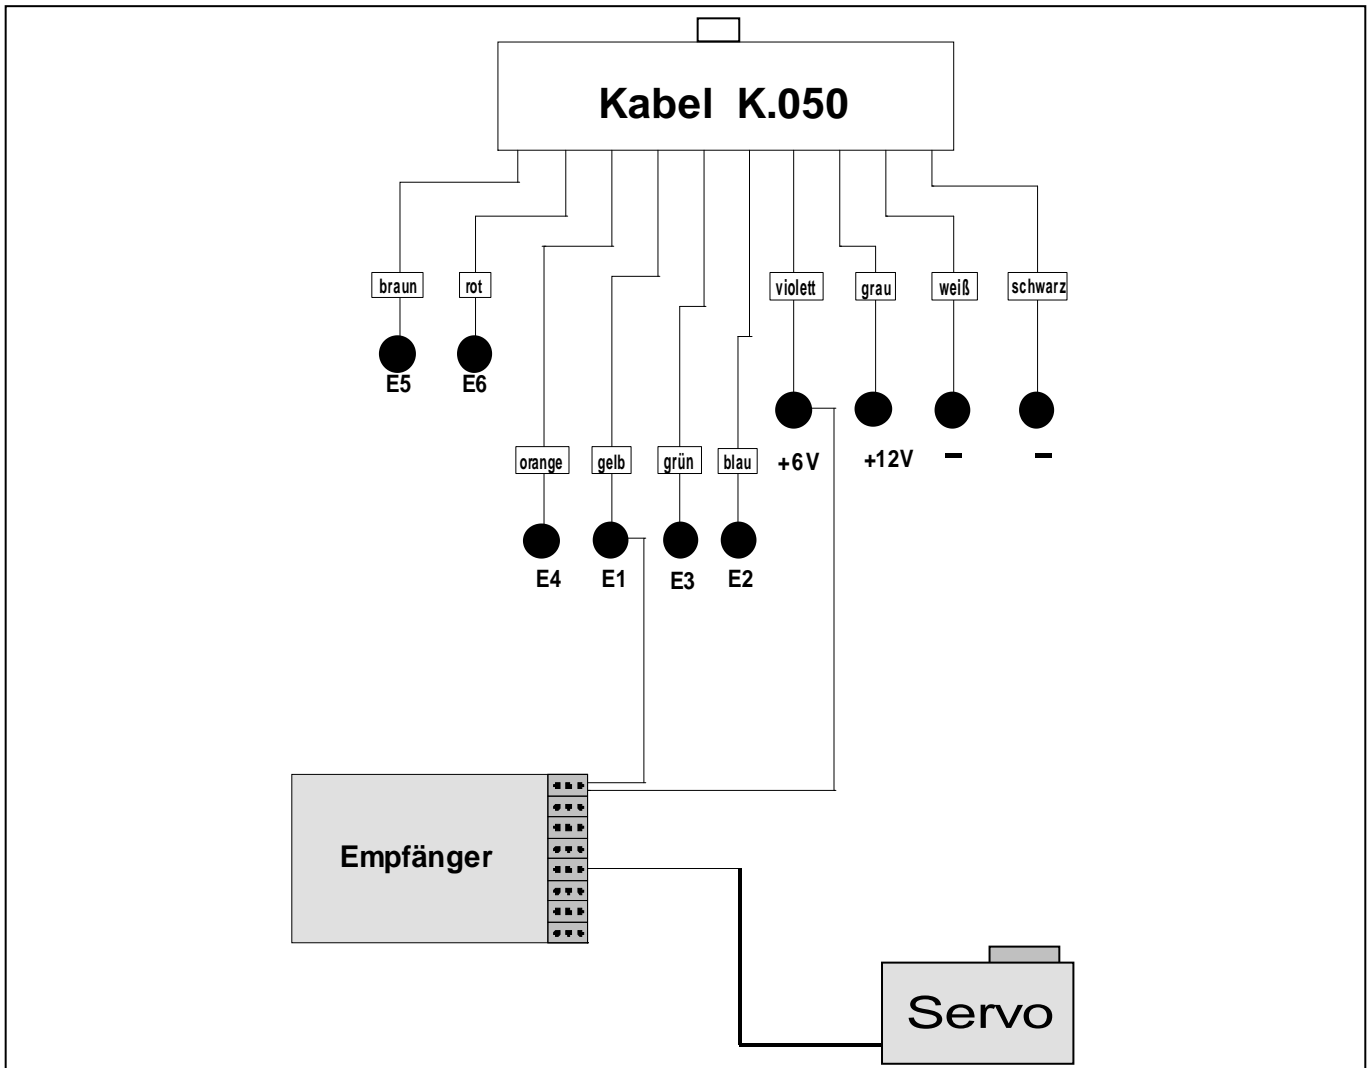 Kabel K.050
braun rot violett grau weiß schwarz
E5 E6
orange gelb grün blau +6V +12V - -
E4 E1 E3 E2
Empfänger
Servo